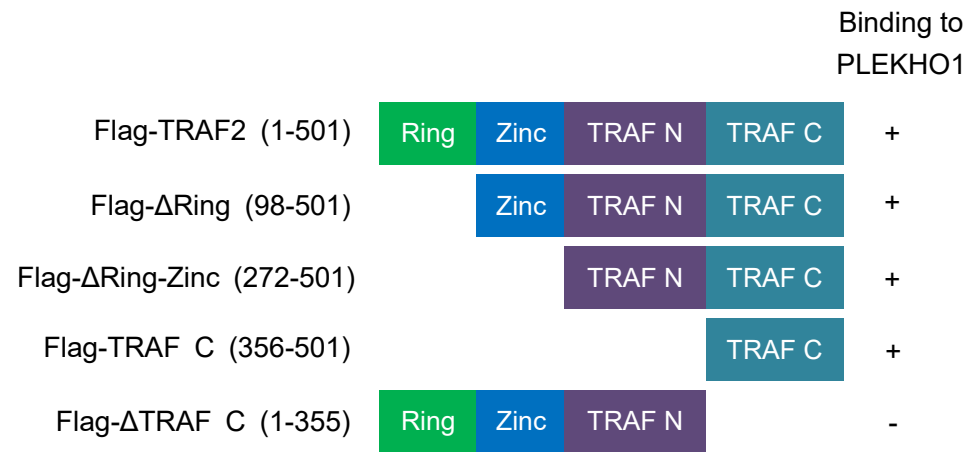 Binding to
PLEKHO1
Flag-TRAF2 (1-501) Ring Zinc TRAF N TRAF C +
Flag-ΔRing (98-501) Zinc TRAF N TRAF C +
Flag-ΔRing-Zinc (272-501) TRAF N TRAF C +
Flag-TRAF C (356-501) TRAF C +
Flag-ΔTRAF C (1-355) Ring Zinc TRAF N -